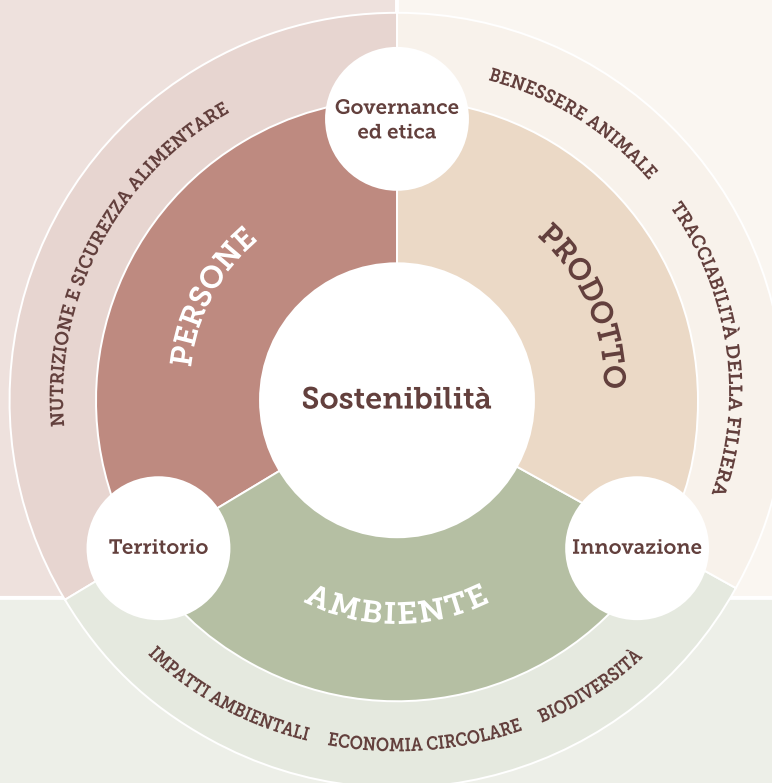 Governance
ed etica
BENESSERE ANIMALE
NUTRIZIONE E SICUREZZA ALIMENTARE
TRACCIABILITÀ DELLA FILIERA
PERSONE
PRODOTTO
Sostenibilità
Territorio
Innovazione
AMBIENTE
IMPATTI AMBIENTALI
ECONOMIA CIRCOLARE
BIODIVERSITÀ